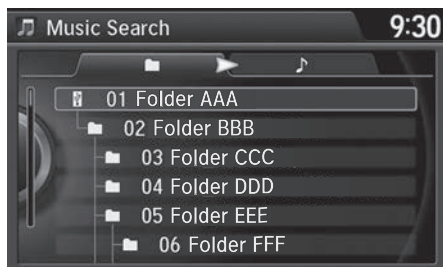 Music Search 9:30
01 Folder AAA
02 Folder BBB
03 Folder CCC
04 Folder DDD
05 Folder EEE
06 Folder FFF